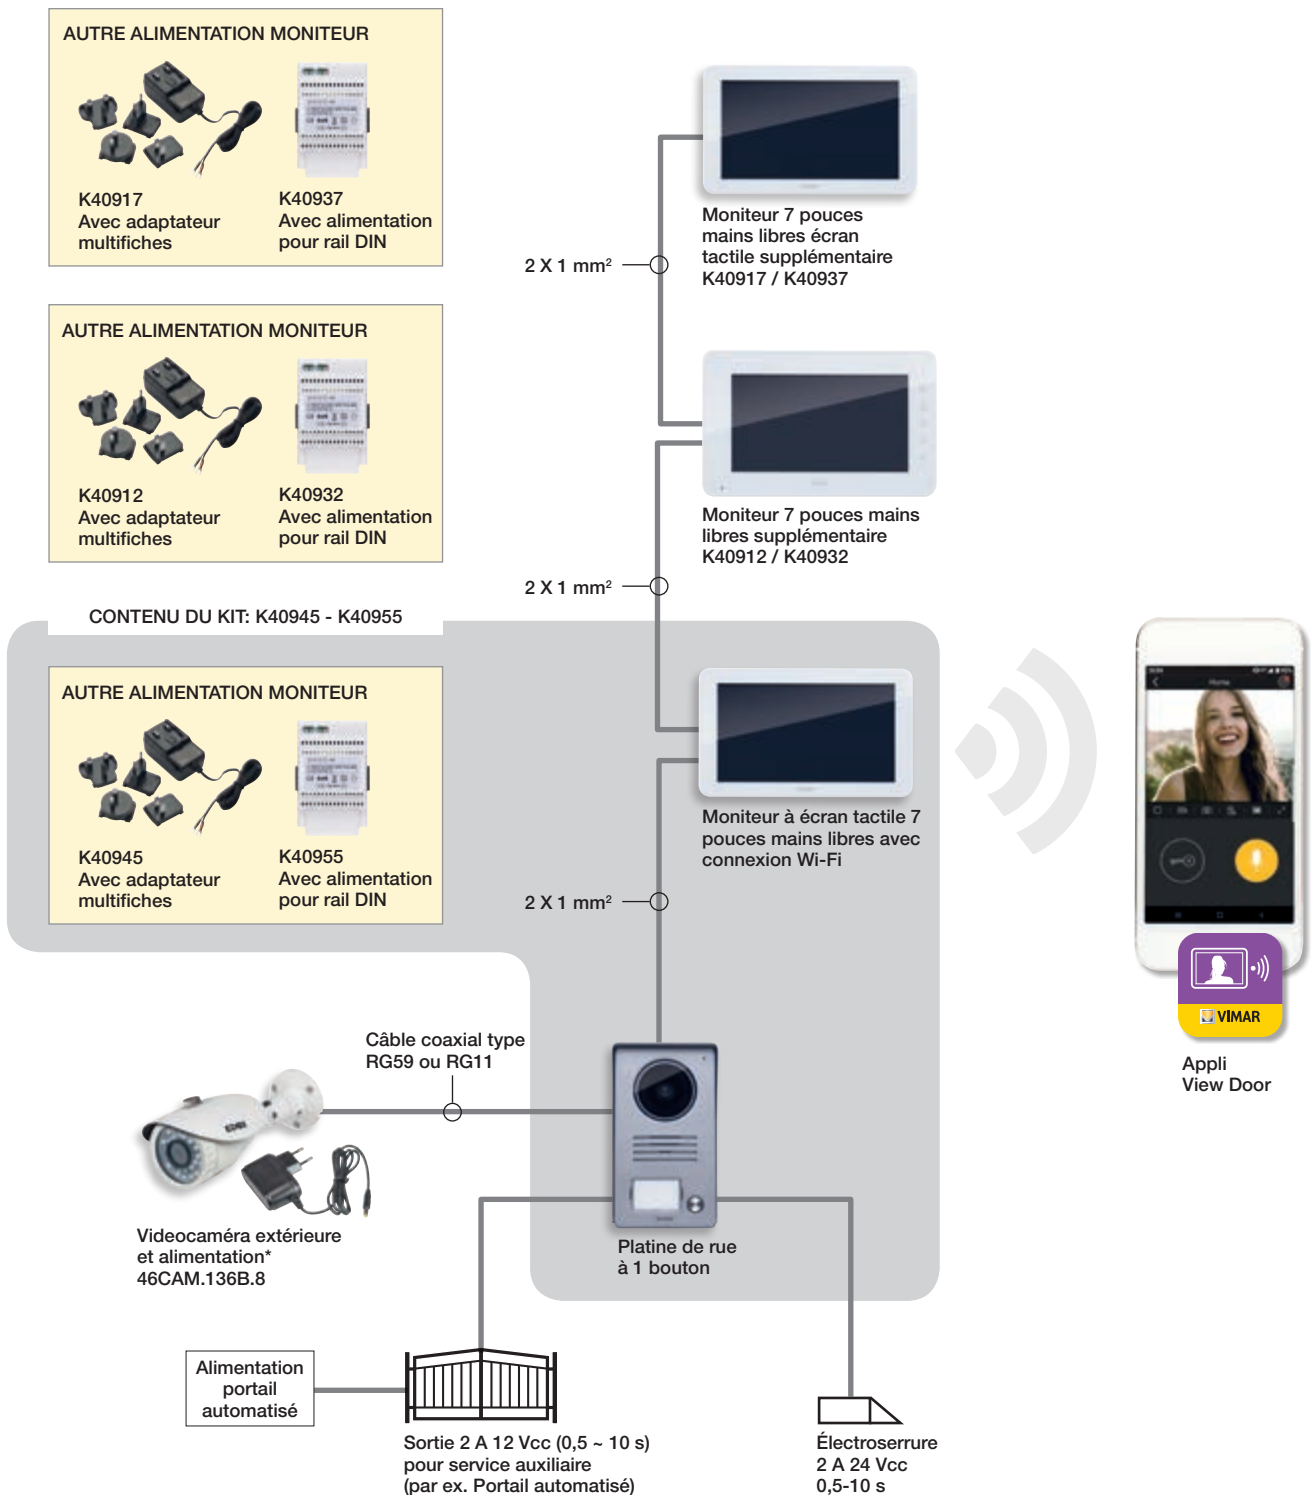 AUTRE ALIMENTATION MONITEUR
K40917
Avec adaptateur
multifiches
K40937
Avec alimentation
pour rail DIN
Moniteur 7 pouces
mains libres écran
tactile supplémentaire
K40917 / K40937
2 X 1 mm²
AUTRE ALIMENTATION MONITEUR
K40912
Avec adaptateur
multifiches
K40932
Avec alimentation
pour rail DIN
Moniteur 7 pouces mains
libres supplémentaire
K40912 / K40932
2 X 1 mm²
CONTENU DU KIT: K40945 - K40955
AUTRE ALIMENTATION MONITEUR
K40945
Avec adaptateur
multifiches
K40955
Avec alimentation
pour rail DIN
Moniteur à écran tactile 7
pouces mains libres avec
connexion Wi-Fi
2 X 1 mm²
Home
VIMAR
Appli
View Door
Câble coaxial type
RG59 ou RG11
Videocaméra extérieure
et alimentation*
46CAM.136B.8
Platine de rue
à 1 bouton
Alimentation
portail
automatisé
Sortie 2 A 12 Vcc (0,5 ~ 10 s)
pour service auxiliaire
(par ex. Portail automatisé)
Électroserrure
2 A 24 Vcc
0,5-10 s